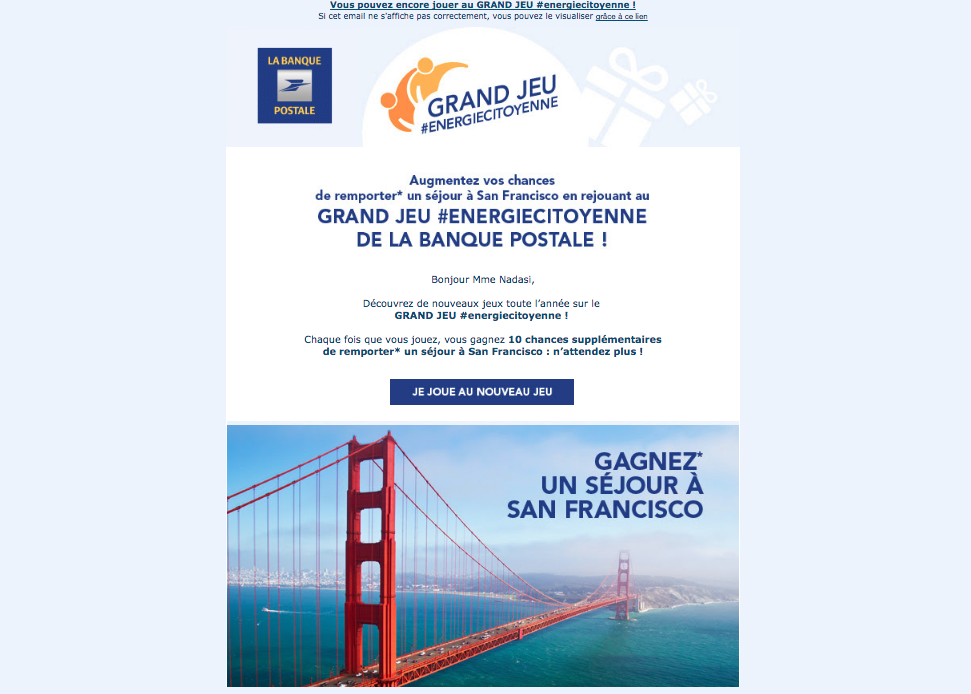 Vous pouvez encore jouer au GRAND JEU #energiecitoyenne !
Si cet email ne s'affiche pas correctement, vous pouvez le visualiser grâce à ce lien
LA BANQUE
POSTALE
GRAND JEU
#ENERGIECITOYENNE
Augmentez vos chances
de remporter* un séjour à San Francisco en rejouant au
GRAND JEU #ENERGIECITOYENNE
DE LA BANQUE POSTALE !
Bonjour Mme Nadasi,
Découvrez de nouveaux jeux toute l'année sur le
GRAND JEU #energiecitoyenne !
Chaque fois que vous jouez, vous gagnez 10 chances supplémentaires
de remporter* un séjour à San Francisco : n'attendez plus !
JE JOUE AU NOUVEAU JEU
GAGNEZ*
UN SÉJOUR À
SAN FRANCISCO